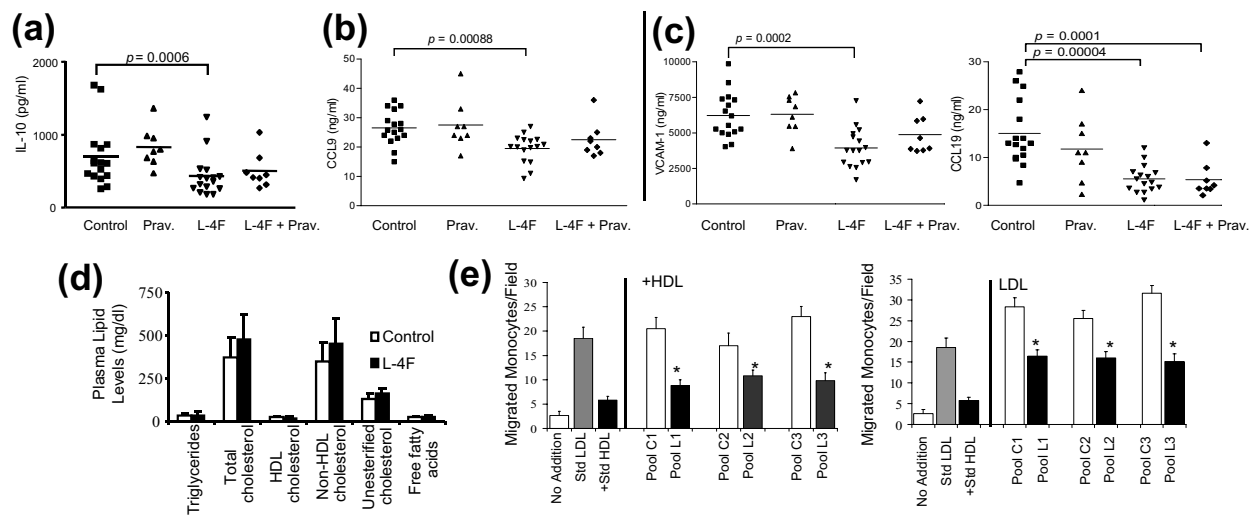 (a)
p = 0.0006
IL-10 (pg/ml)
2000
1000
0
Control Prav. L-4F L-4F + Prav.
(b)
p = 0.00088
CCL9 (ng/ml)
50
40
30
20
10
0
Control Prav. L-4F L-4F + Prav.
(c)
p = 0.0002
VCAM-1 (ng/ml)
10000
7500
5000
2500
0
Control Prav. L-4F L-4F + Prav.
p = 0.0001
p = 0.00004
CCL19 (ng/ml)
30
20
10
0
Control Prav. L-4F L-4F + Prav.
(d)
Plasma Lipid
Levels (mg/dl)
750
500
250
0
Control
L-4F
Triglycerides
Total
cholesterol
HDL
cholesterol
Non-HDL
cholesterol
Unesterified
cholesterol
Free fatty
acids
(e)
+HDL
Migrated Monocytes/Field
30
25
20
15
10
5
0
* * *
No Addition
Std LDL
+Std HDL
Pool C1
Pool L1
Pool C2
Pool L2
Pool C3
Pool L3
LDL
Migrated Monocytes/Field
35
30
25
20
15
10
5
0
* * *
No Addition
Std LDL
+Std HDL
Pool C1
Pool L1
Pool C2
Pool L2
Pool C3
Pool L3